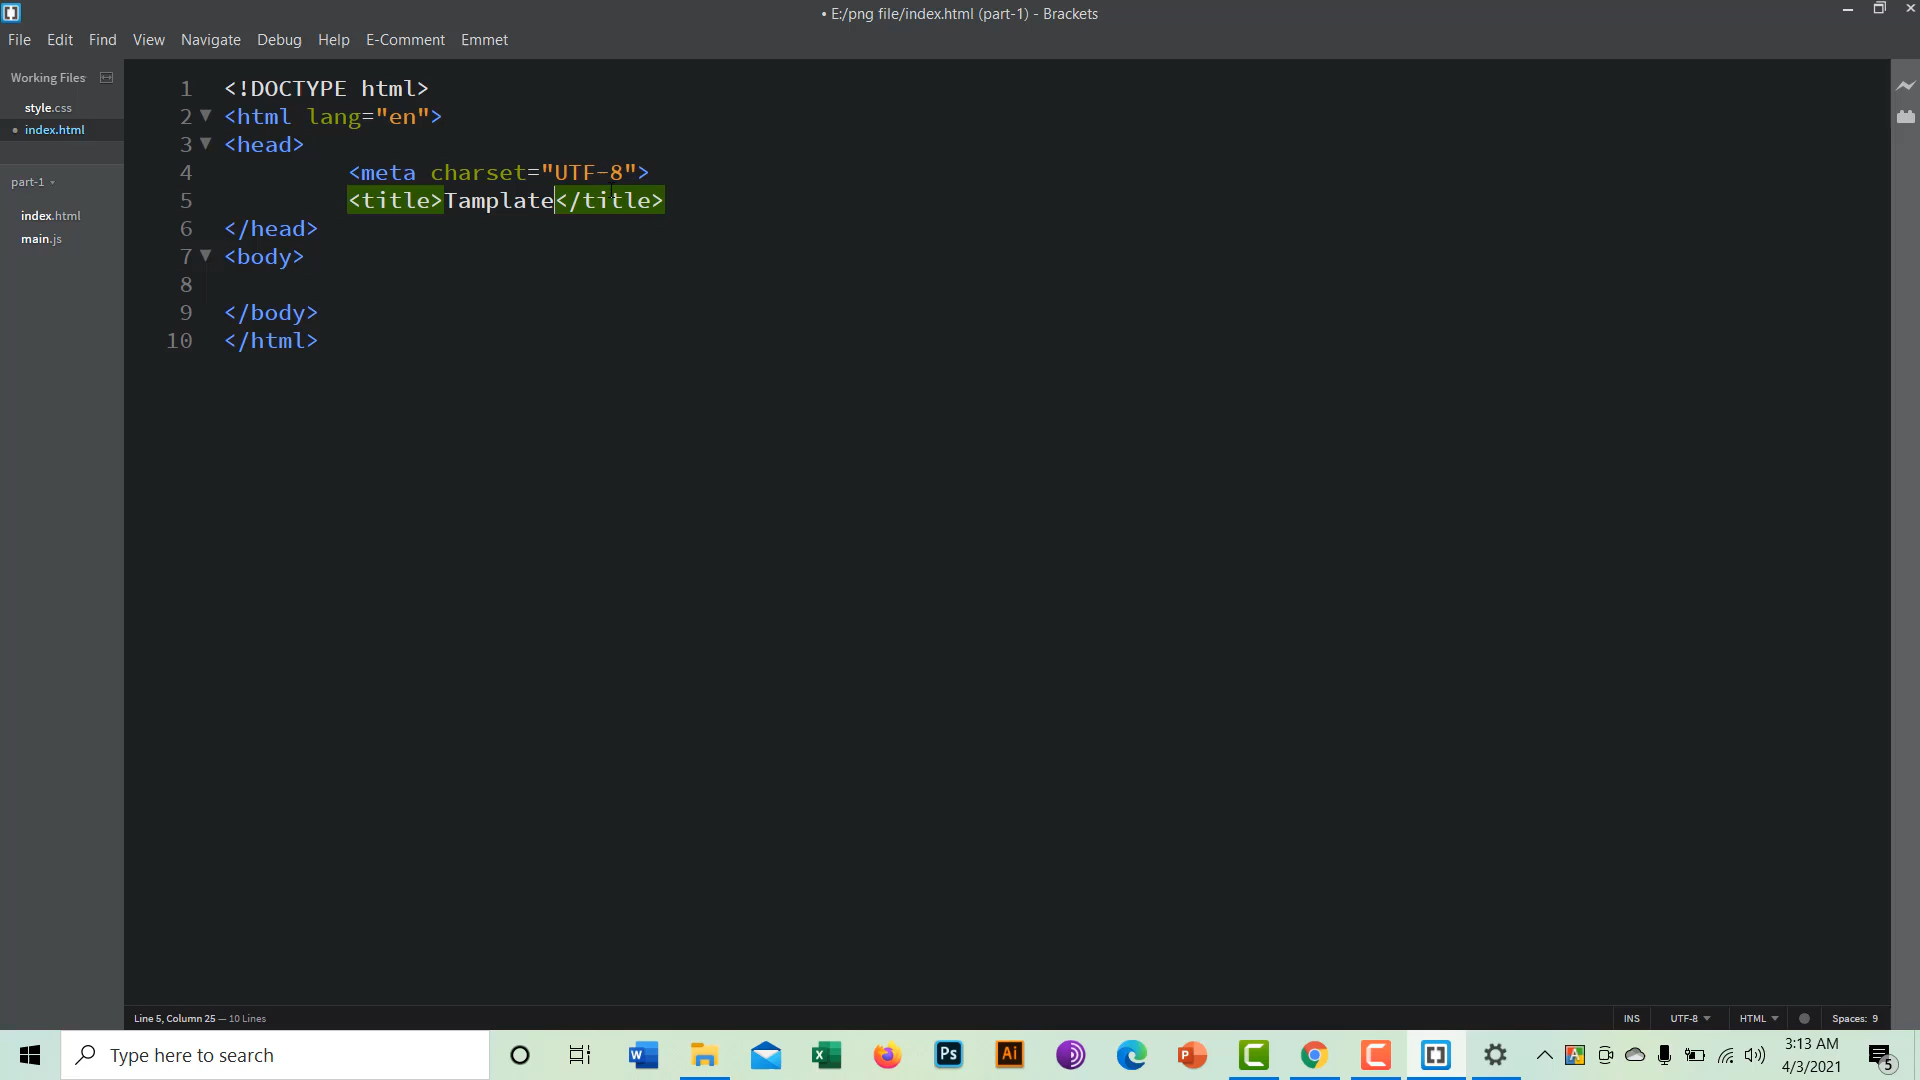 • E:/png file/index.html (part-1) - Brackets
File Edit Find View Navigate Debug Help E-Comment Emmet
Working Files
style.css
• index.html
part-1
index.html
main.js
1 <!DOCTYPE html>
2 <html lang="en">
3 <head>
4 <meta charset="UTF-8">
5 <title>Tamplate</title>
6 </head>
7 <body>
8
9 </body>
10 </html>
Line 5, Column 25 — 10 Lines
INS UTF-8 HTML Spaces: 9
Type here to search
W
X
Ps
Ai
P
C
C
A
3:13 AM
4/3/2021
5